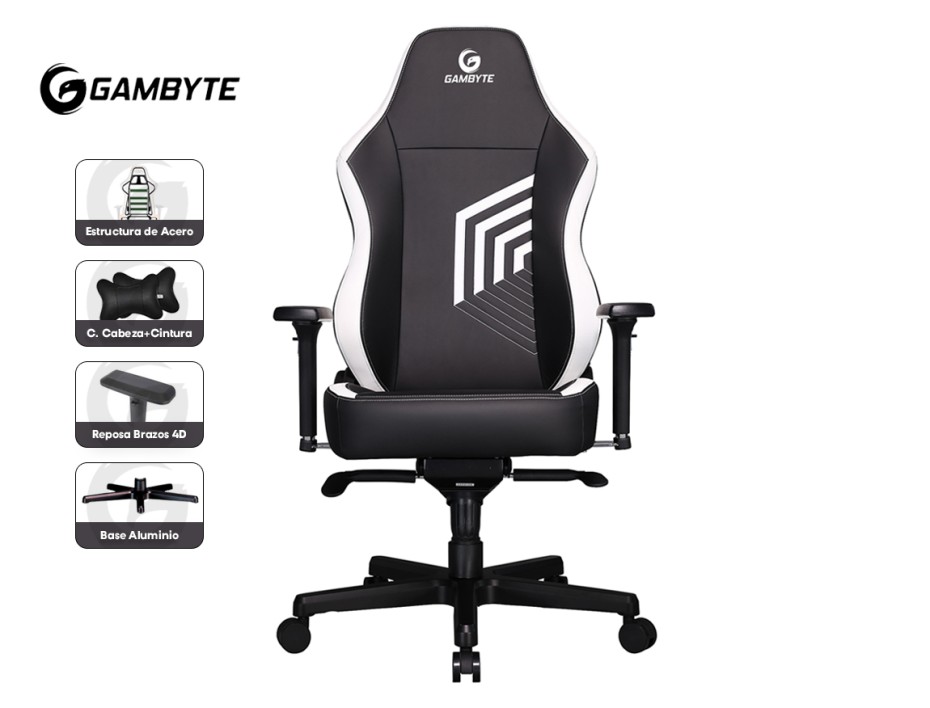 GAMBYTE
GAMBYTE
Estructura de Acero
C. Cabeza+Cintura
Reposa Brazos 4D
Base Aluminio